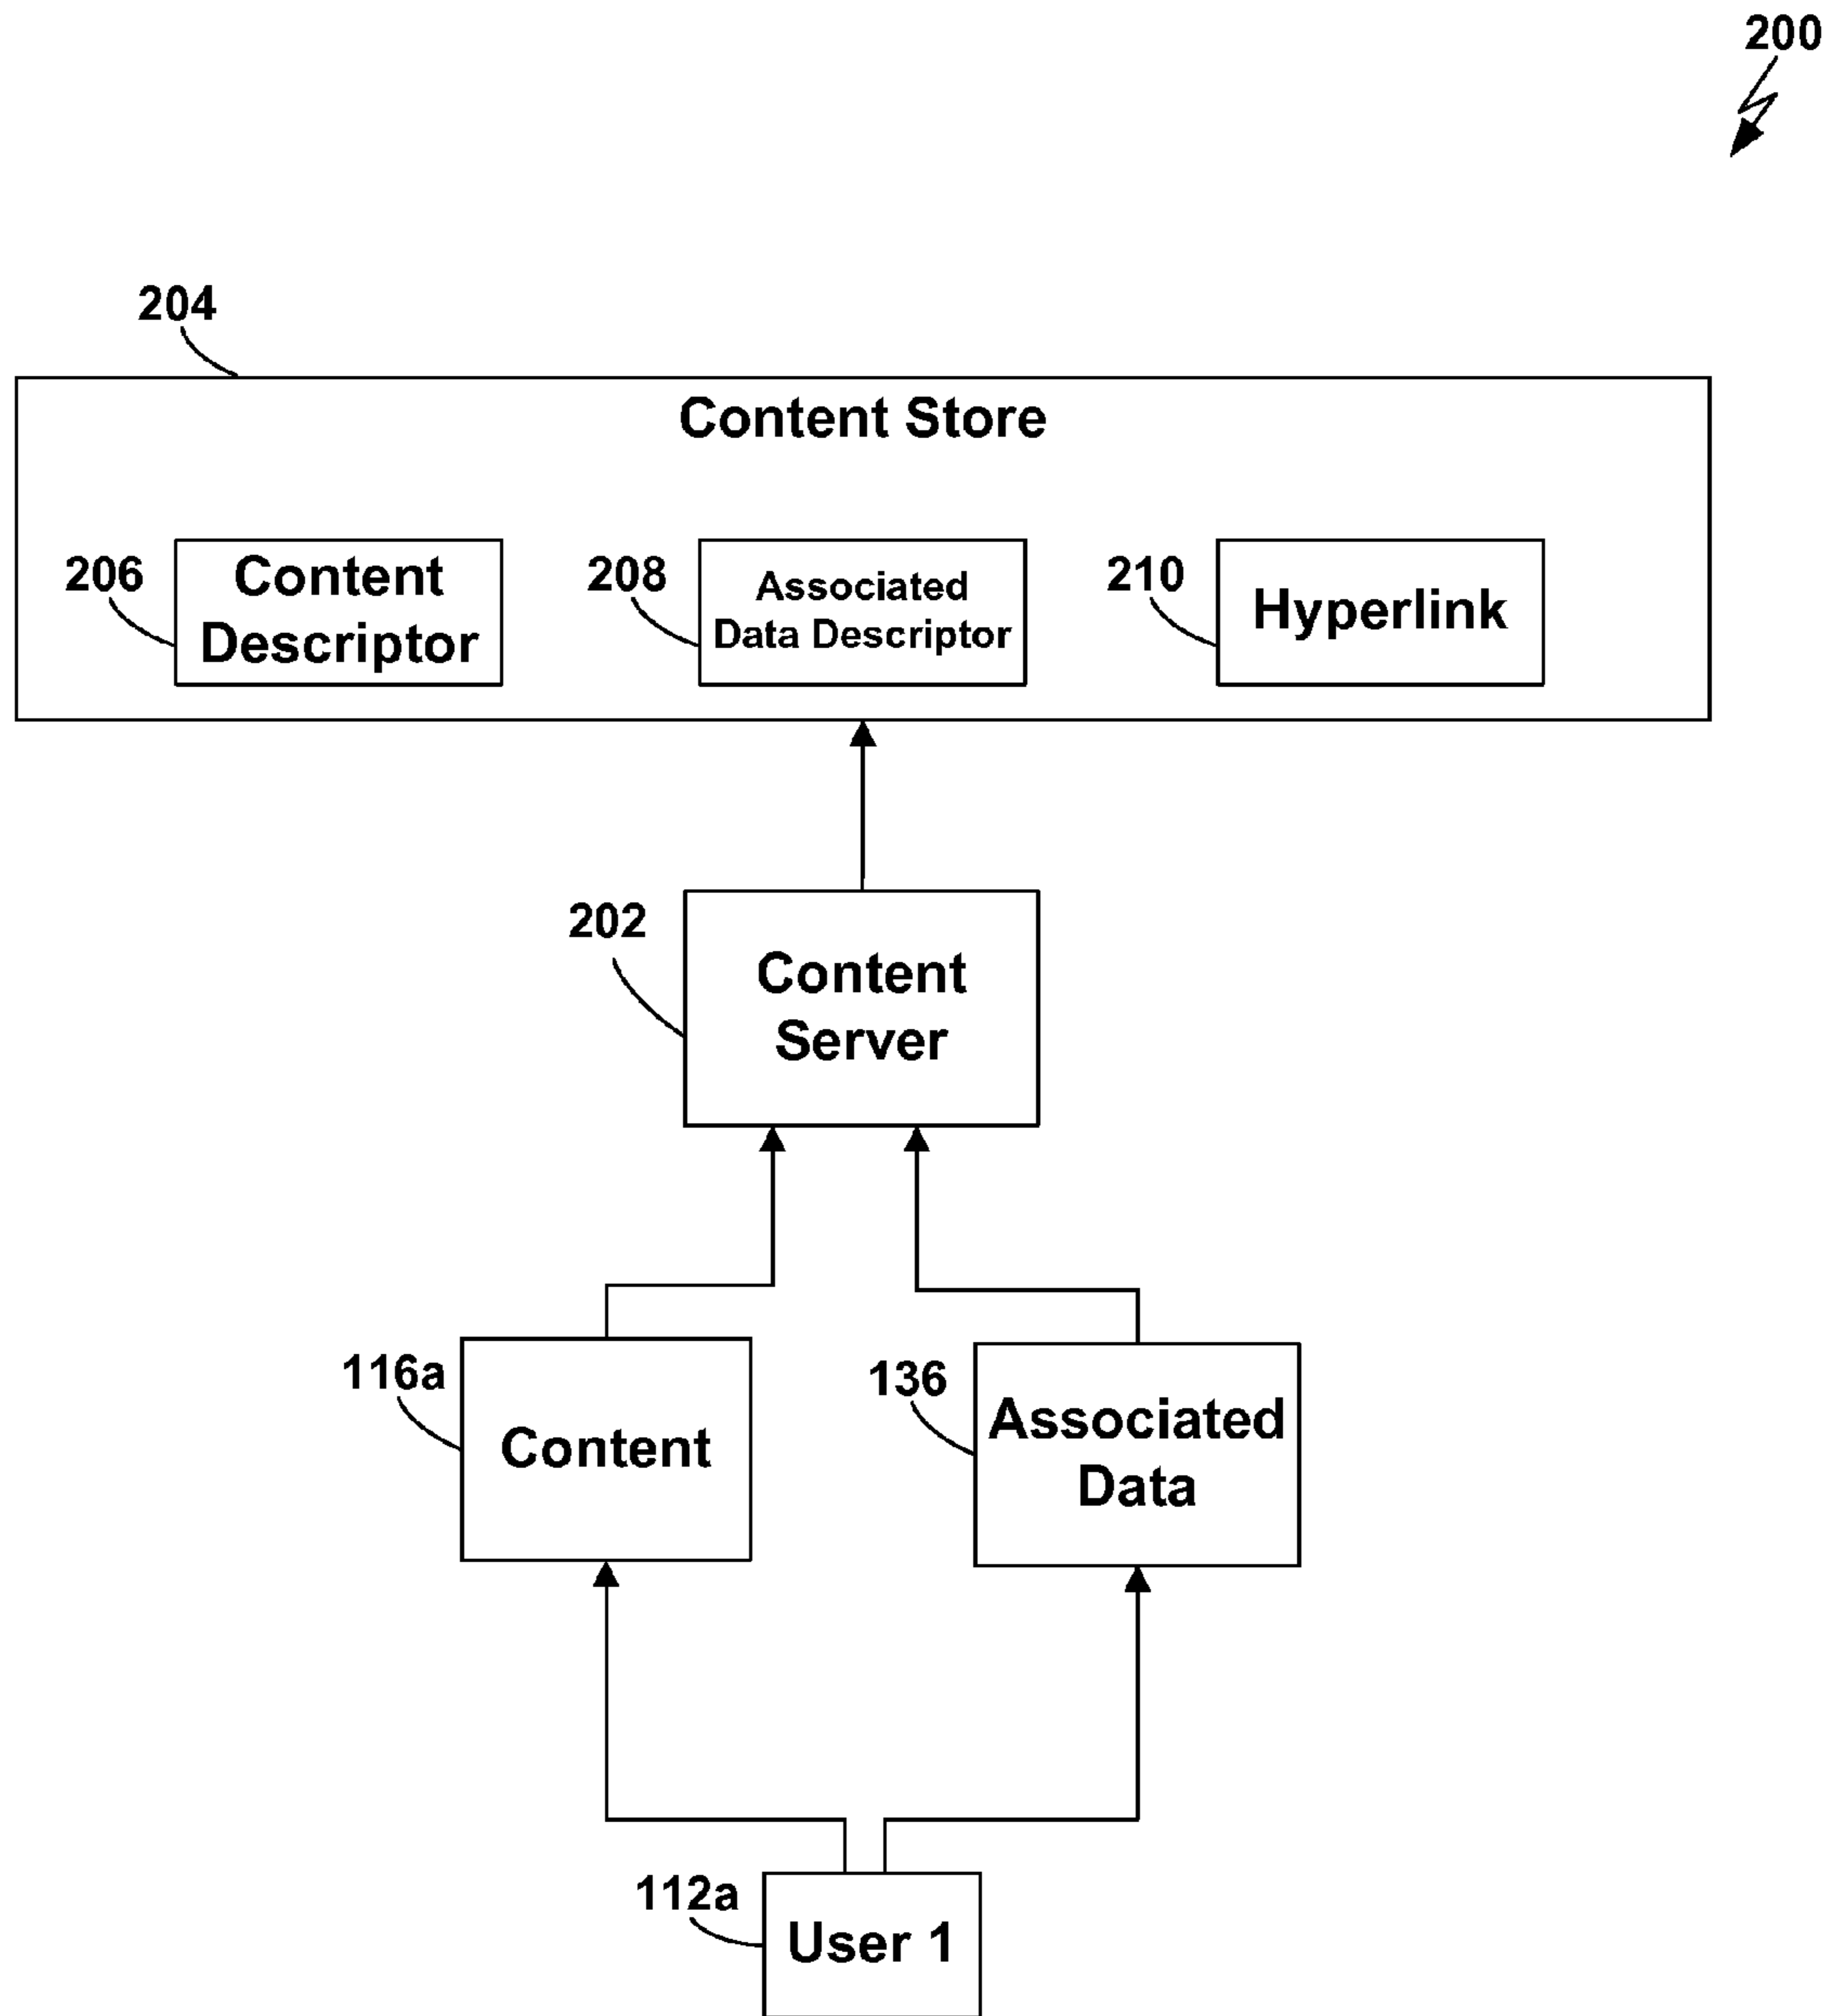 200
204
Content Store
206
Content
Descriptor
208
Associated
Data Descriptor
210
Hyperlink
202
Content
Server
116a
Content
136
Associated
Data
112a
User 1